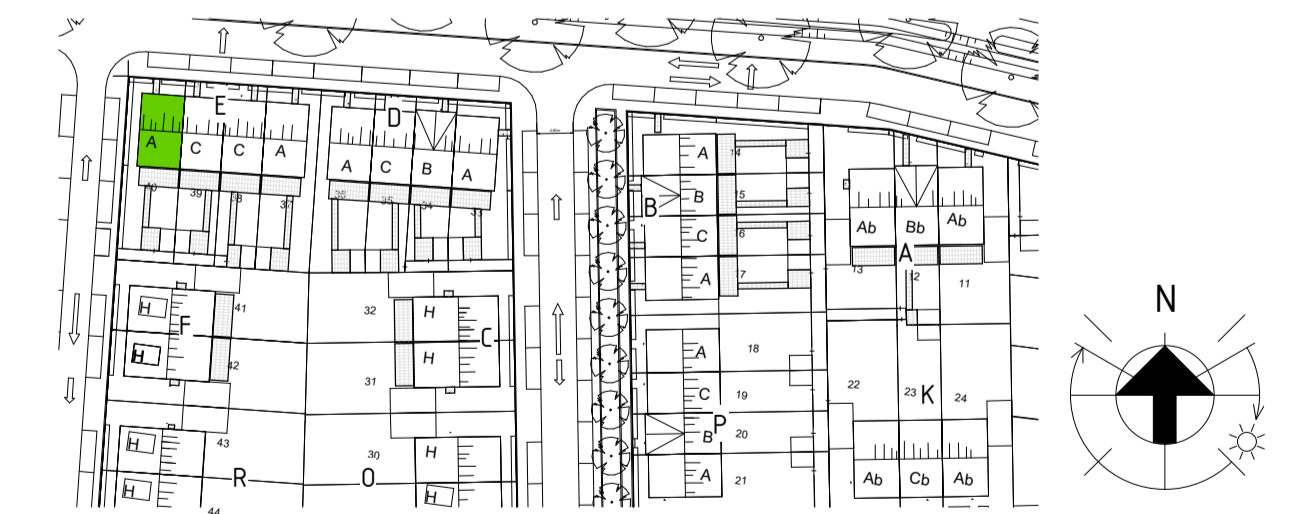 E
D
A C C A
A C B A
40 39 38 37
36 35 34 33
A 14
B B 15
C 16
A 17
Ab Bb Ab
A
13 12 11
N
H 41
F
H 42
32 H
C
31 H
A 18
C 19
P
B 20
A 21
22 23 K 24
Ab Cb Ab
H 43
R
H
44
30 H
O
H